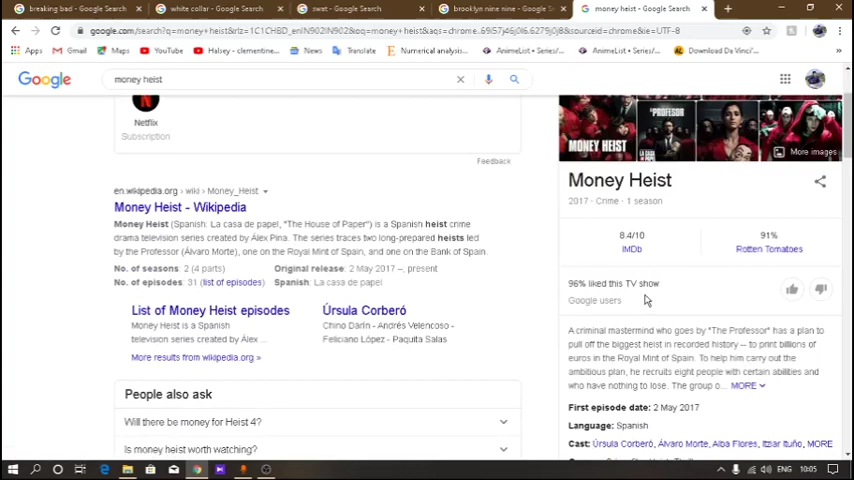 breaking bad - Google Search
white collar - Google Search
swat - Google Search
brooklyn nine nine - Google Se
money heist - Google Search
Apps
Gmail
Maps
YouTube
Halsey - clementine...
News
Translate
Numerical analysis...
AnimeList • Series/...
AnimeList • Series/...
Download Da Vinci'...
Google
money heist
Netflix
Subscription
Feedback
en.wikipedia.org › wiki › Money_Heist
Money Heist - Wikipedia
Money Heist (Spanish: La casa de papel, "The House of Paper") is a Spanish heist crime
drama television series created by Álex Pina. The series traces two long-prepared heists led
by the Professor (Álvaro Morte), one on the Royal Mint of Spain, and one on the Bank of Spain.
No. of seasons: 2 (4 parts)
Original release: 2 May 2017 –, present
No. of episodes: 31 (list of episodes)
Spanish: La casa de papel
List of Money Heist episodes
Money Heist is a Spanish
television series created by Álex ...
Úrsula Corberó
Chino Darín - Andrés Velencoso -
Feliciano López - Paquita Salas
More results from wikipedia.org »
People also ask
Will there be money for Heist 4?
Is money heist worth watching?
MONEY HEIST
PROFESOR
More images
Money Heist
2017 · Crime · 1 season
8.4/10
IMDb
91%
Rotten Tomatoes
96% liked this TV show
Google users
A criminal mastermind who goes by "The Professor" has a plan to
pull off the biggest heist in recorded history -- to print billions of
euros in the Royal Mint of Spain. To help him carry out the
ambitious plan, he recruits eight people with certain abilities and
who have nothing to lose. The group o... MORE
First episode date: 2 May 2017
Language: Spanish
Cast: Úrsula Corberó, Álvaro Morte, Alba Flores, Itziar Ituño, MORE
ENG
10:05